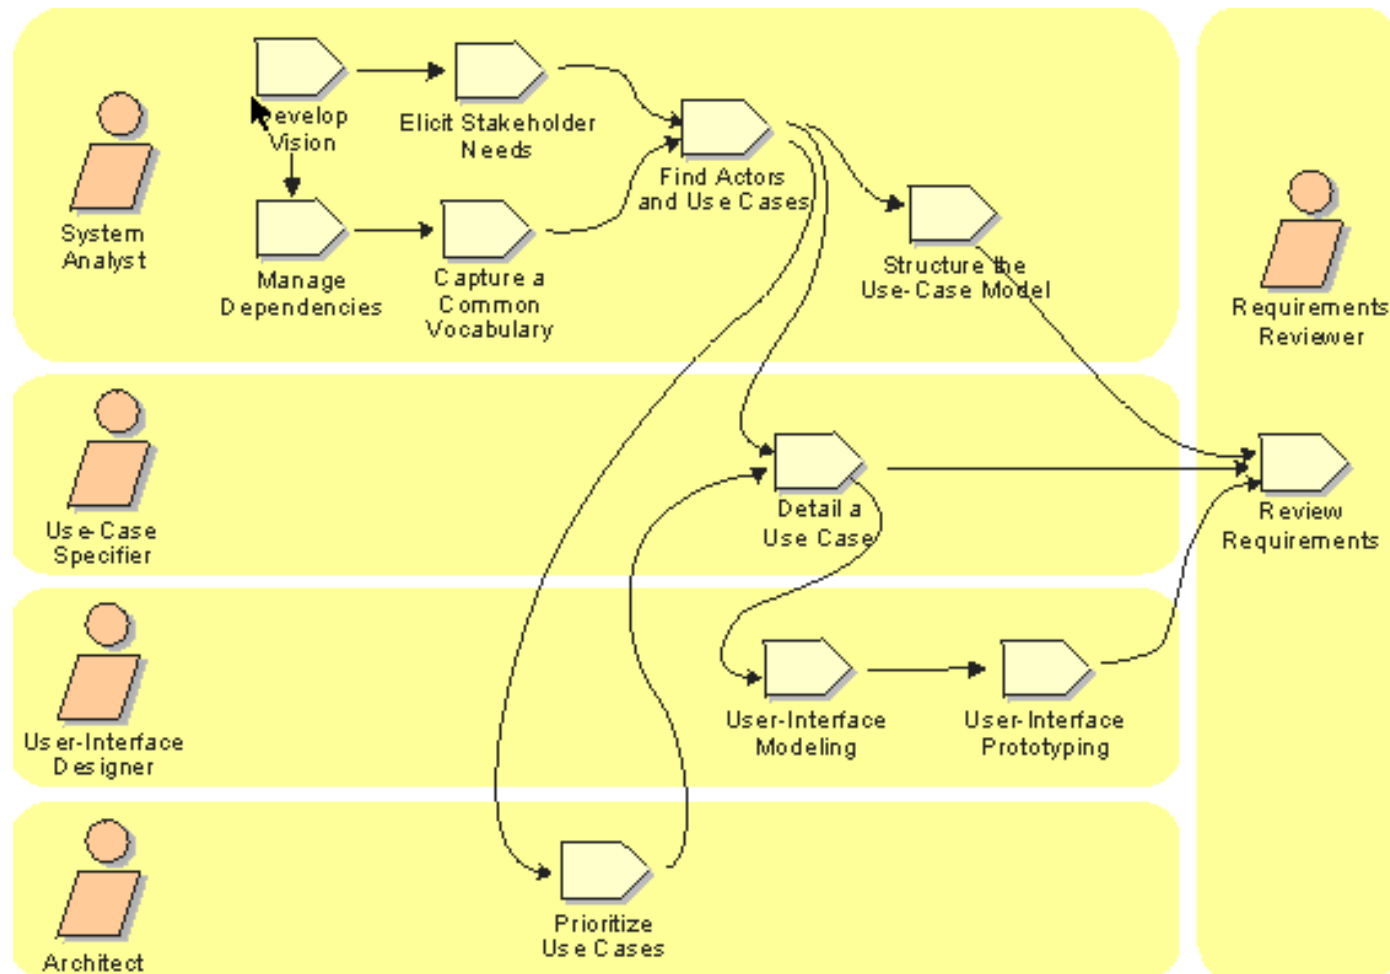 Develop
Vision
Elicit Stakeholder
Needs
Find Actors
and Use Cases
System
Analyst
Manage
Dependencies
Capture a
Common
Vocabulary
Structure the
Use-Case Model
Requirements
Reviewer
Use-Case
Specifier
Detail a
Use Case
Review
Requirements
User-Interface
Designer
User-Interface
Modeling
User-Interface
Prototyping
Architect
Prioritize
Use Cases